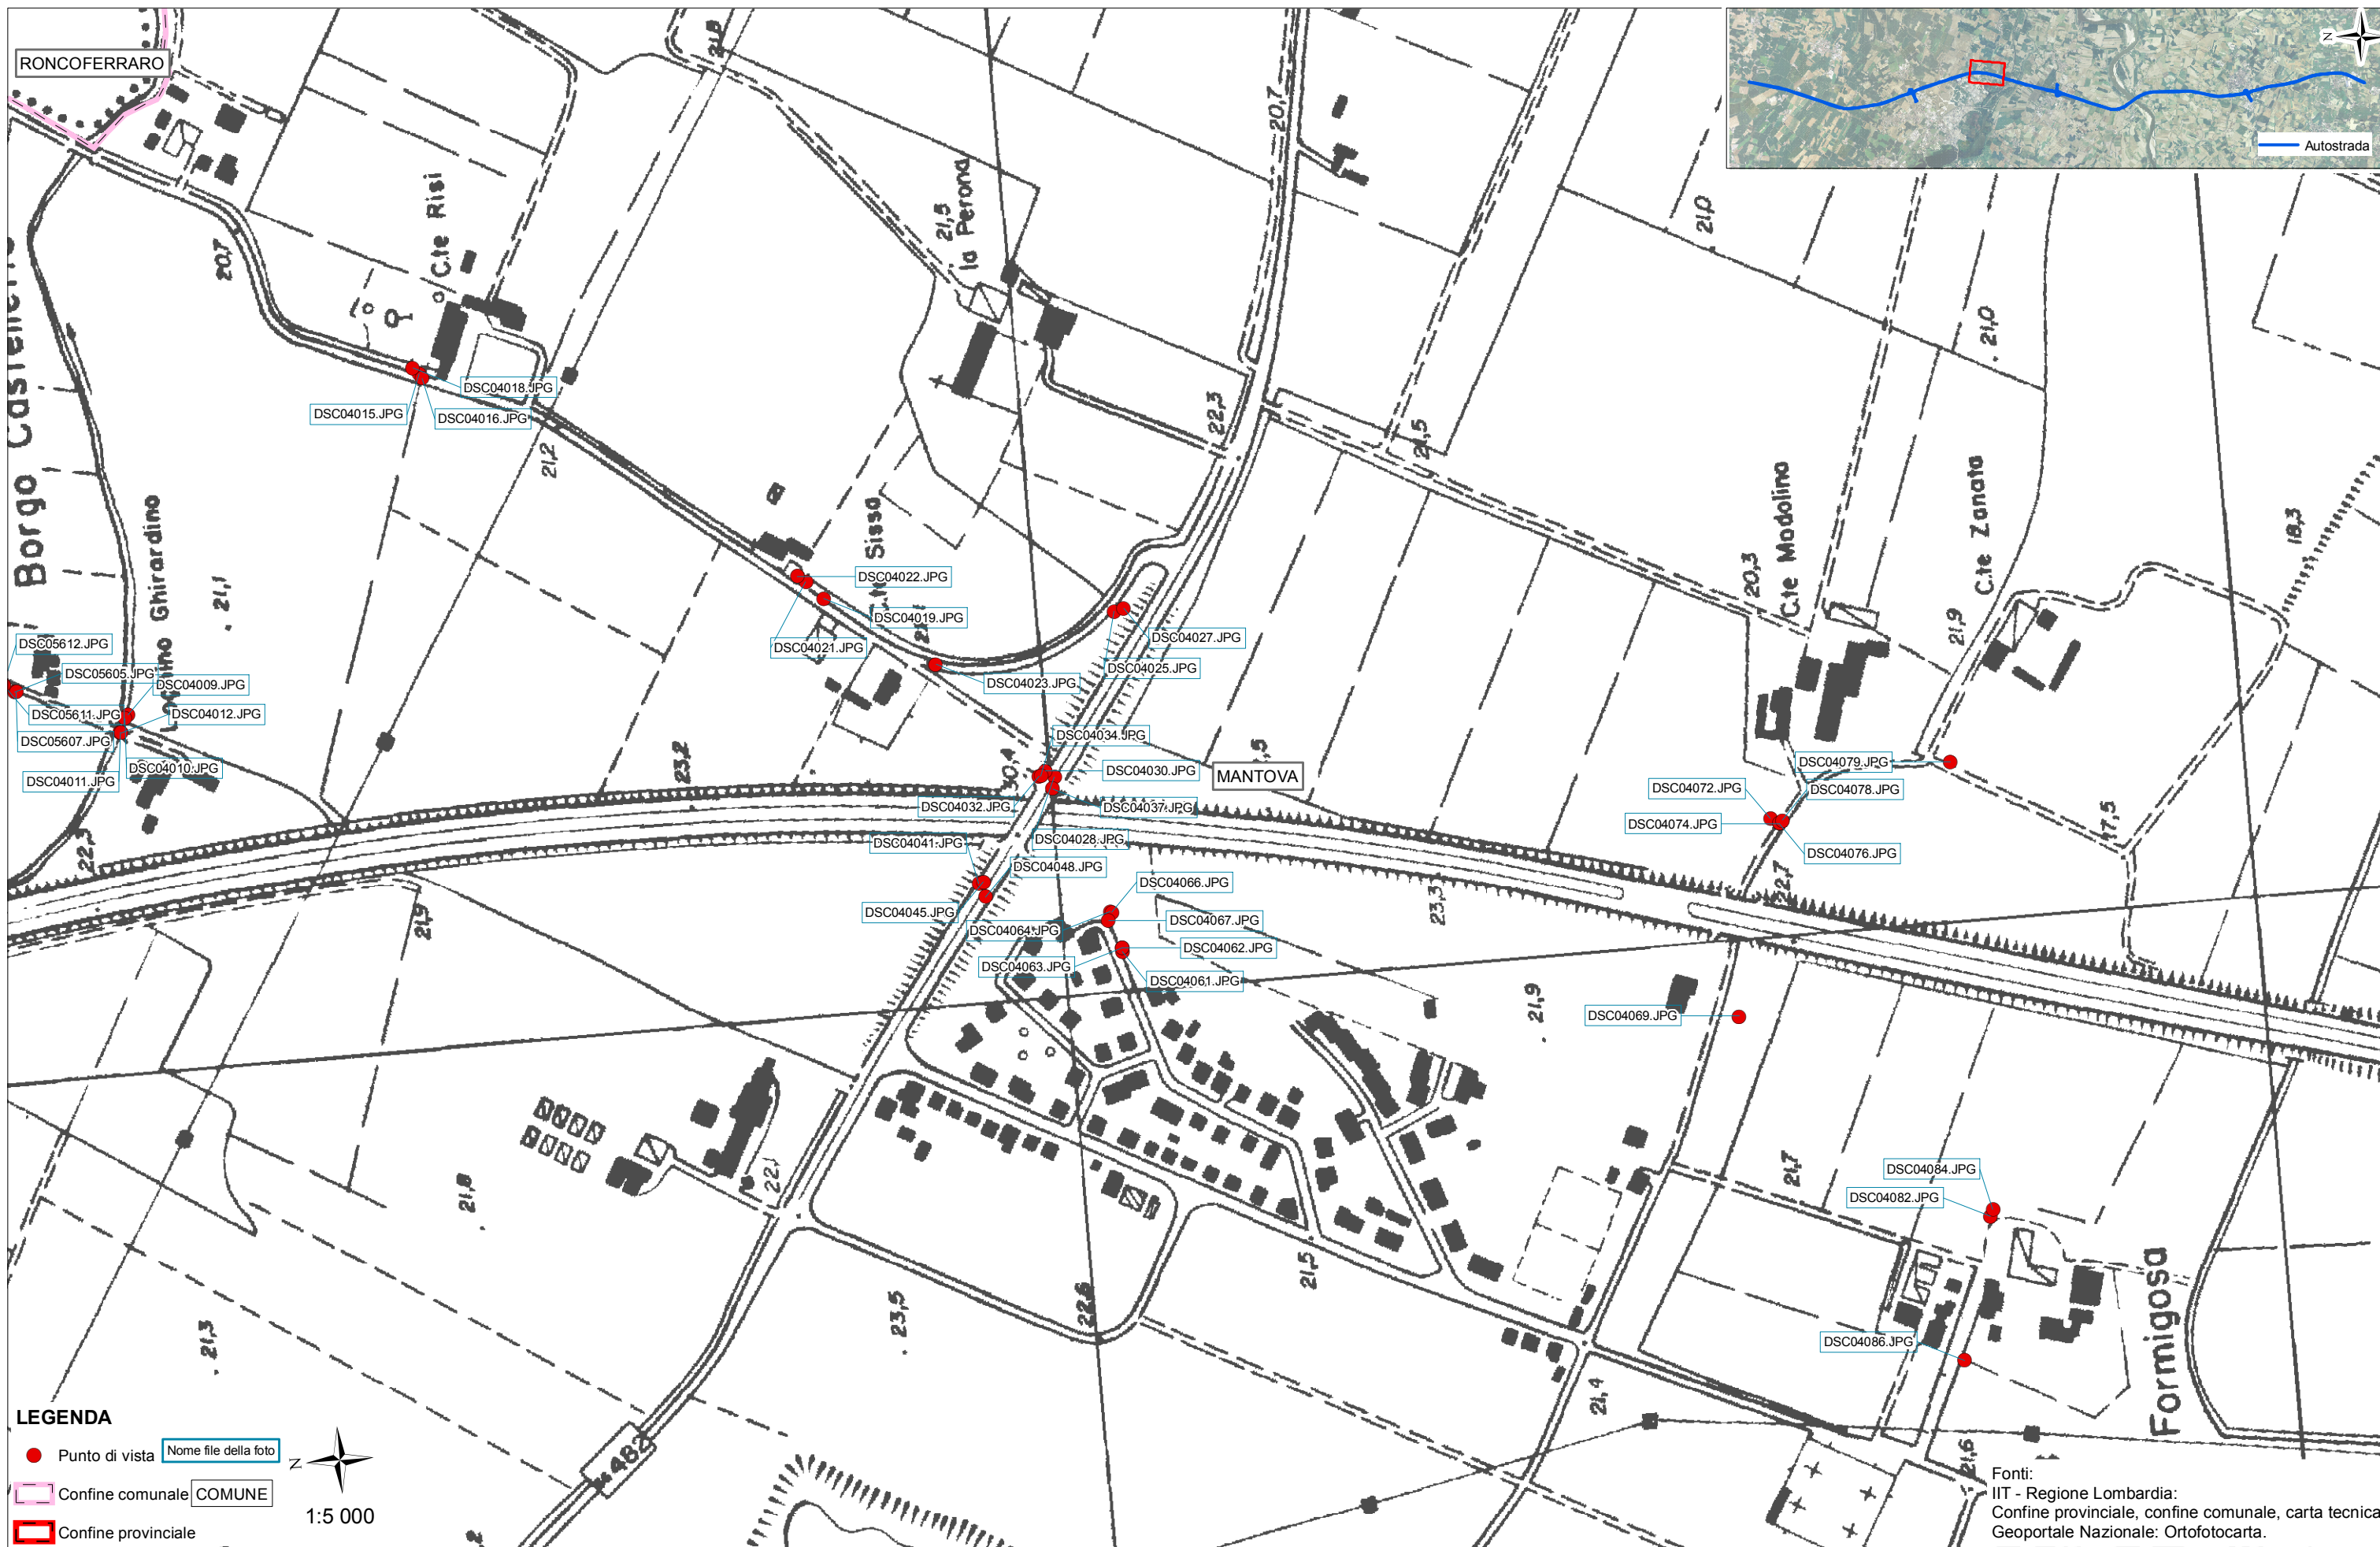 RONCOFERRARO
Autostrada
21,5
la Perona
20,7
20,7
C.te Risi
21,0
21,0
22,3
21,5
21,2
DSC04018.JPG
DSC04015.JPG
DSC04016.JPG
Borgo
Ghirardino
21,1
Sissa
C.te Madolino
20,3
C.te Zanata
21,9
18,3
DSC04022.JPG
DSC04019.JPG
DSC04021.JPG
DSC04027.JPG
DSC04025.JPG
DSC04023.JPG
DSC05612.JPG
DSC05605.JPG
DSC04009.JPG
DSC05611.JPG
DSC04012.JPG
DSC05607.JPG
DSC04010.JPG
DSC04011.JPG
DSC04034.JPG
DSC04030.JPG
MANTOVA
DSC04032.JPG
DSC04037.JPG
DSC04028.JPG
DSC04041.JPG
DSC04048.JPG
DSC04045.JPG
DSC04066.JPG
DSC04067.JPG
DSC04064.JPG
DSC04062.JPG
DSC04063.JPG
DSC04061.JPG
DSC04079.JPG
DSC04072.JPG
DSC04078.JPG
DSC04074.JPG
DSC04076.JPG
DSC04069.JPG
23,2
30,4
22,3
21,9
23,3
22,7
17,5
21,9
22,1
21,8
21,7
21,3
23,5
22,6
21,5
21,4
21,6
DSC04084.JPG
DSC04082.JPG
DSC04086.JPG
Formigosa
482
LEGENDA
Punto di vista
Nome file della foto
Confine comunale
COMUNE
Confine provinciale
N
1:5 000
Fonti:
IIT - Regione Lombardia:
Confine provinciale, confine comunale, carta tecnica
Geoportale Nazionale: Ortofotocarta.